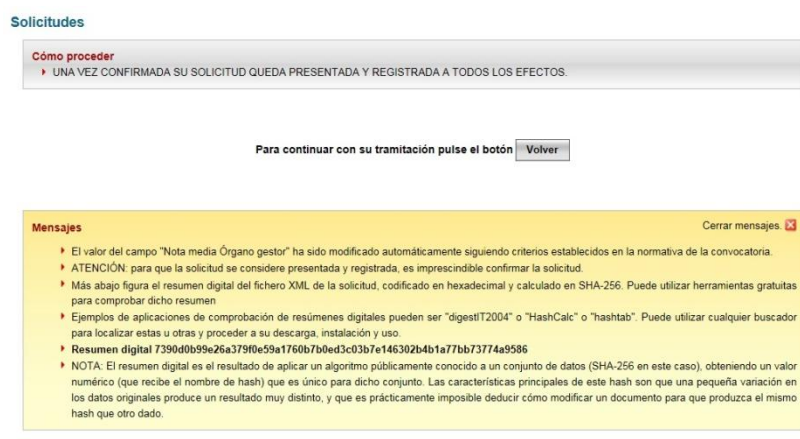 Solicitudes
Cómo proceder
UNA VEZ CONFIRMADA SU SOLICITUD QUEDA PRESENTADA Y REGISTRADA A TODOS LOS EFECTOS.
Para continuar con su tramitación pulse el botón Volver
Mensajes Cerrar mensajes.
El valor del campo "Nota media Órgano gestor" ha sido modificado automáticamente siguiendo criterios establecidos en la normativa de la convocatoria.
ATENCIÓN: para que la solicitud se considere presentada y registrada, es imprescindible confirmar la solicitud.
Más abajo figura el resumen digital del fichero XML de la solicitud, codificado en hexadecimal y calculado en SHA-256. Puede utilizar herramientas gratuitas
para comprobar dicho resumen
Ejemplos de aplicaciones de comprobación de resúmenes digitales pueden ser "digestIT2004" o "HashCalc" o "hashtab". Puede utilizar cualquier buscador
para localizar estas u otras y proceder a su descarga, instalación y uso.
Resumen digital 7390d0b99e26a379f0e59a1760b7b0ed3c03b7e146302b4b1a77bb73774a9586
NOTA: El resumen digital es el resultado de aplicar un algoritmo públicamente conocido a un conjunto de datos (SHA-256 en este caso), obteniendo un valor
numérico (que recibe el nombre de hash) que es único para dicho conjunto. Las características principales de este hash son que una pequeña variación en
los datos originales produce un resultado muy distinto, y que es prácticamente imposible deducir cómo modificar un documento para que produzca el mismo
hash que otro dado.